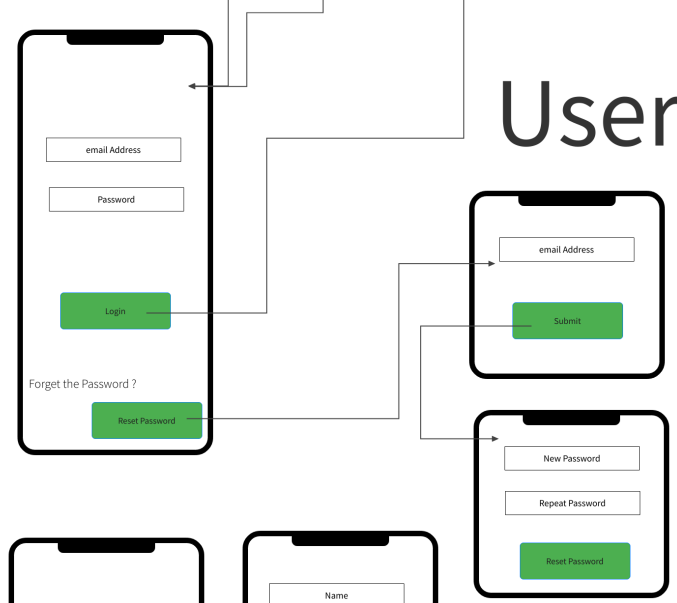 User
email Address
Password
Login
Forget the Password ?
Reset Password
email Address
Submit
New Password
Repeat Password
Reset Password
Name